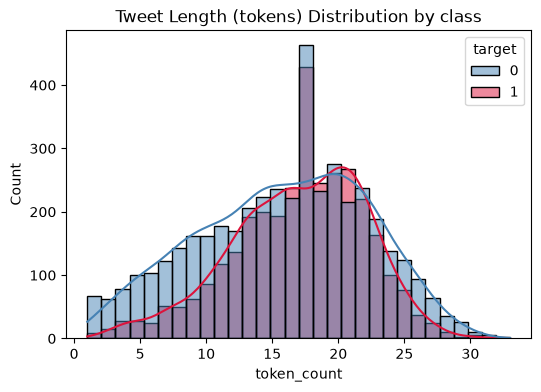 Tweet Length (tokens) Distribution by class
target
0
1
Count
400
300
200
100
0
0 5 10 15 20 25 30
token_count